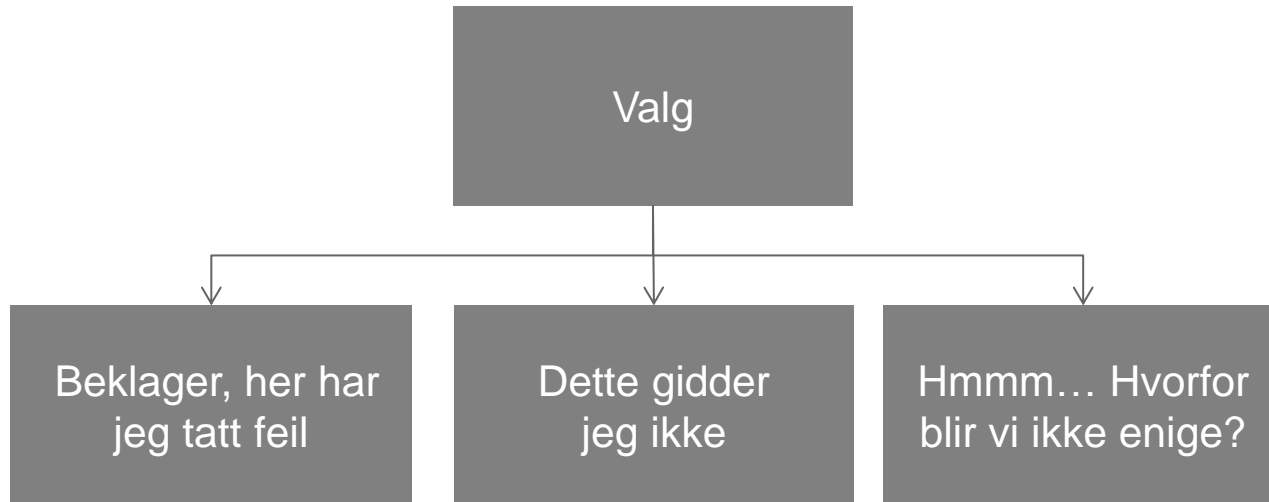 Valg
Beklager, her har
jeg tatt feil
Dette gidder
jeg ikke
Hmmm… Hvorfor
blir vi ikke enige?